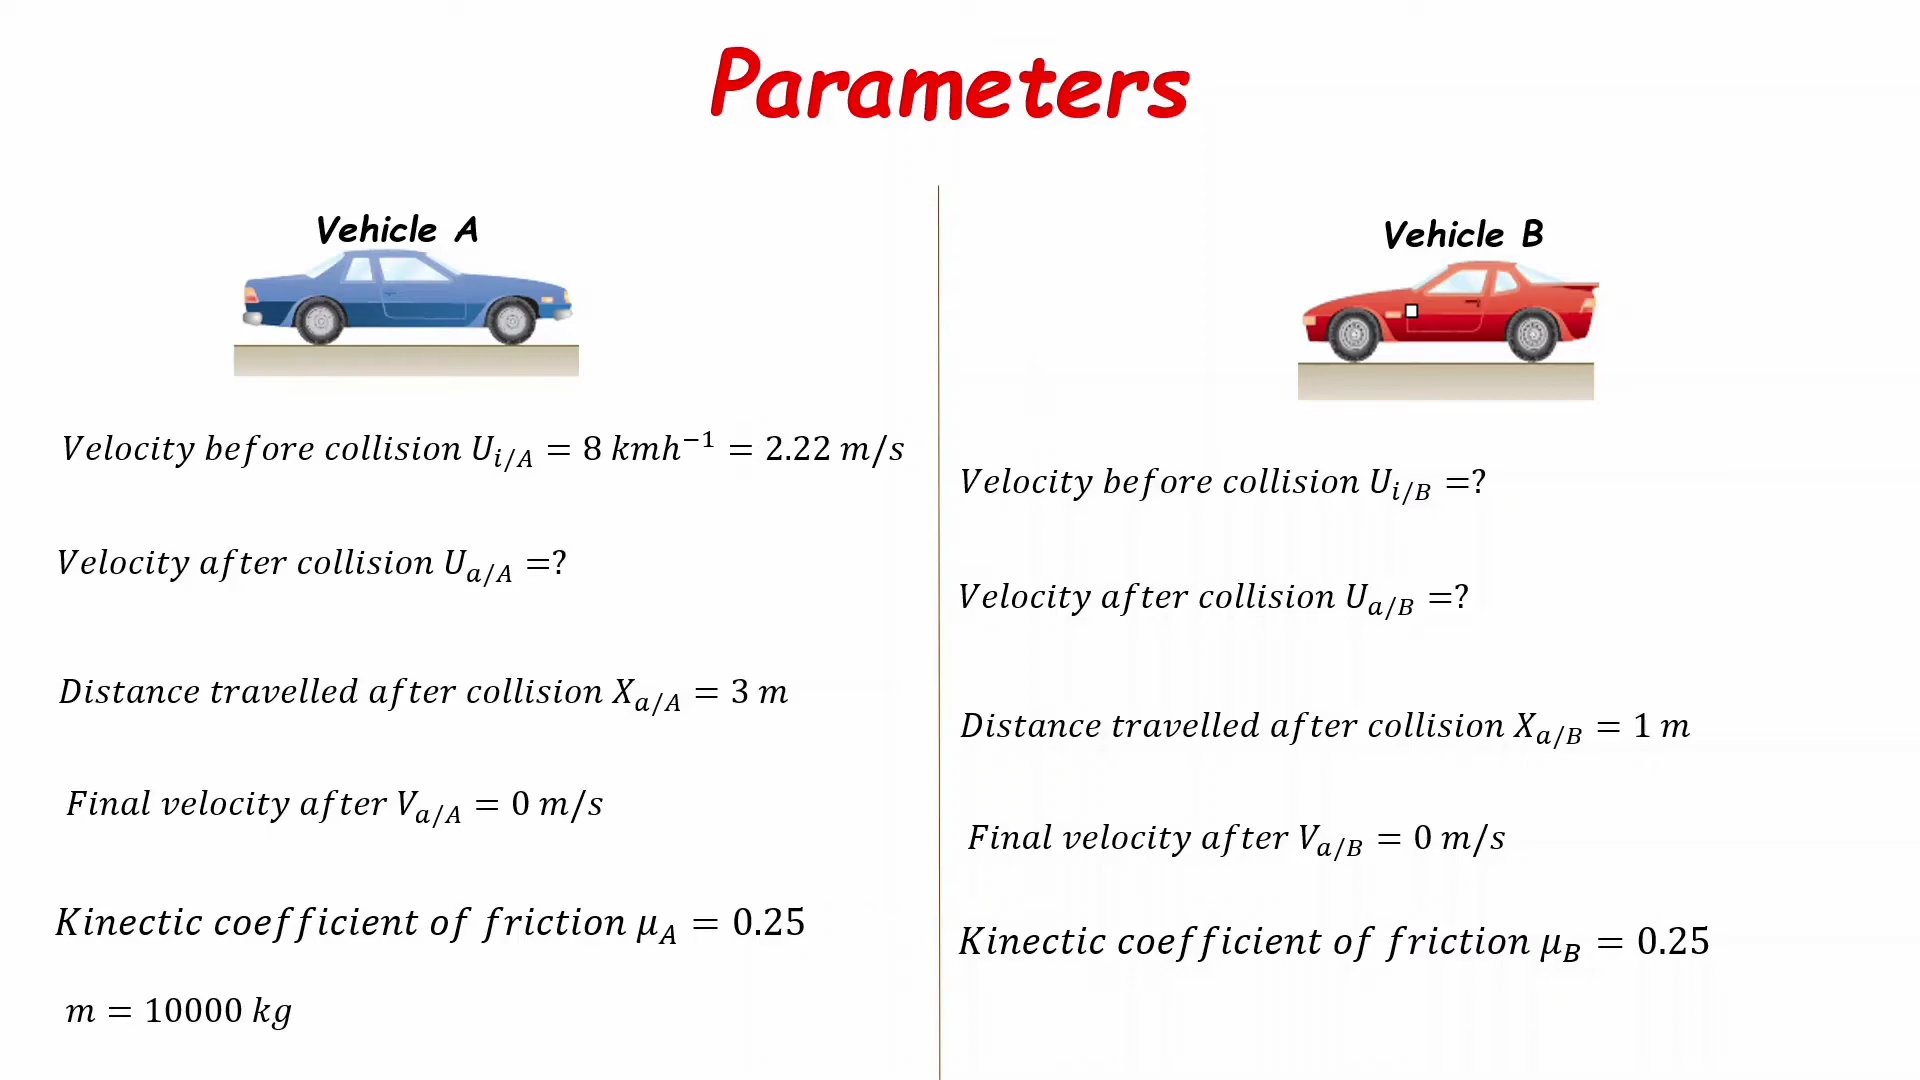 Parameters
Vehicle A
Velocity before collision U_{i/A} = 8 kmh⁻¹ = 2.22 m/s
Velocity after collision U_{a/A} =?
Distance travelled after collision X_{a/A} = 3 m
Final velocity after V_{a/A} = 0 m/s
Kinectic coefficient of friction μ_A = 0.25
m = 10000 kg
Vehicle B
Velocity before collision U_{i/B} =?
Velocity after collision U_{a/B} =?
Distance travelled after collision X_{a/B} = 1 m
Final velocity after V_{a/B} = 0 m/s
Kinectic coefficient of friction μ_B = 0.25